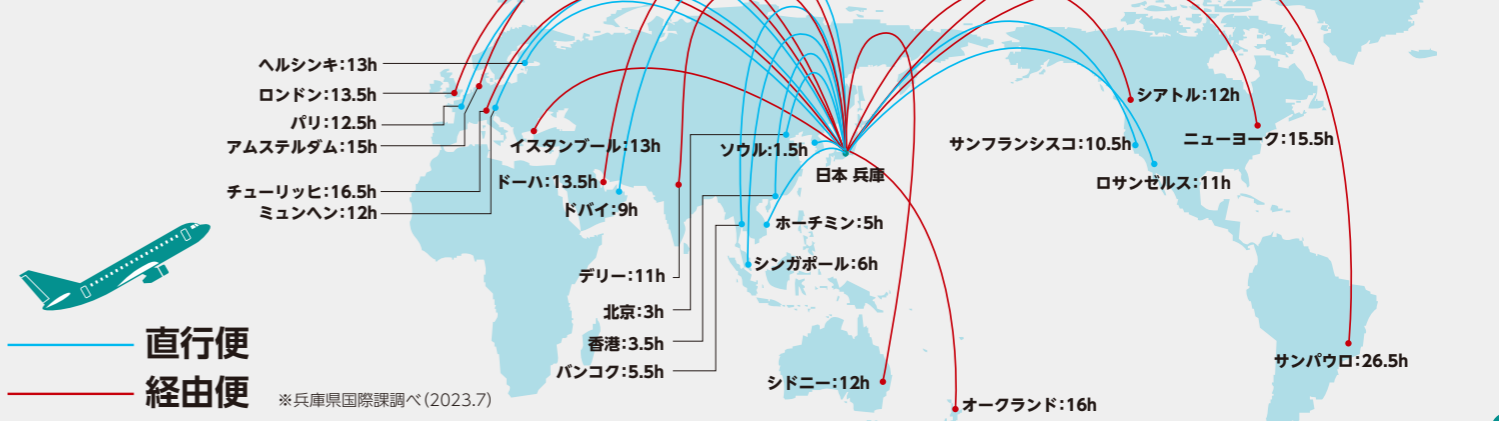 ヘルシンキ:13h
ロンドン:13.5h
パリ:12.5h
アムステルダム:15h
チューリッヒ:16.5h
ミュンヘン:12h
イスタンブール:13h
ドーハ:13.5h
ドバイ:9h
デリー:11h
北京:3h
香港:3.5h
バンコク:5.5h
ソウル:1.5h
日本 兵庫
ホーチミン:5h
シンガポール:6h
シドニー:12h
オークランド:16h
シアトル:12h
サンフランシスコ:10.5h
ニューヨーク:15.5h
ロサンゼルス:11h
サンパウロ:26.5h
直行便
経由便
※兵庫県国際課調べ(2023.7)